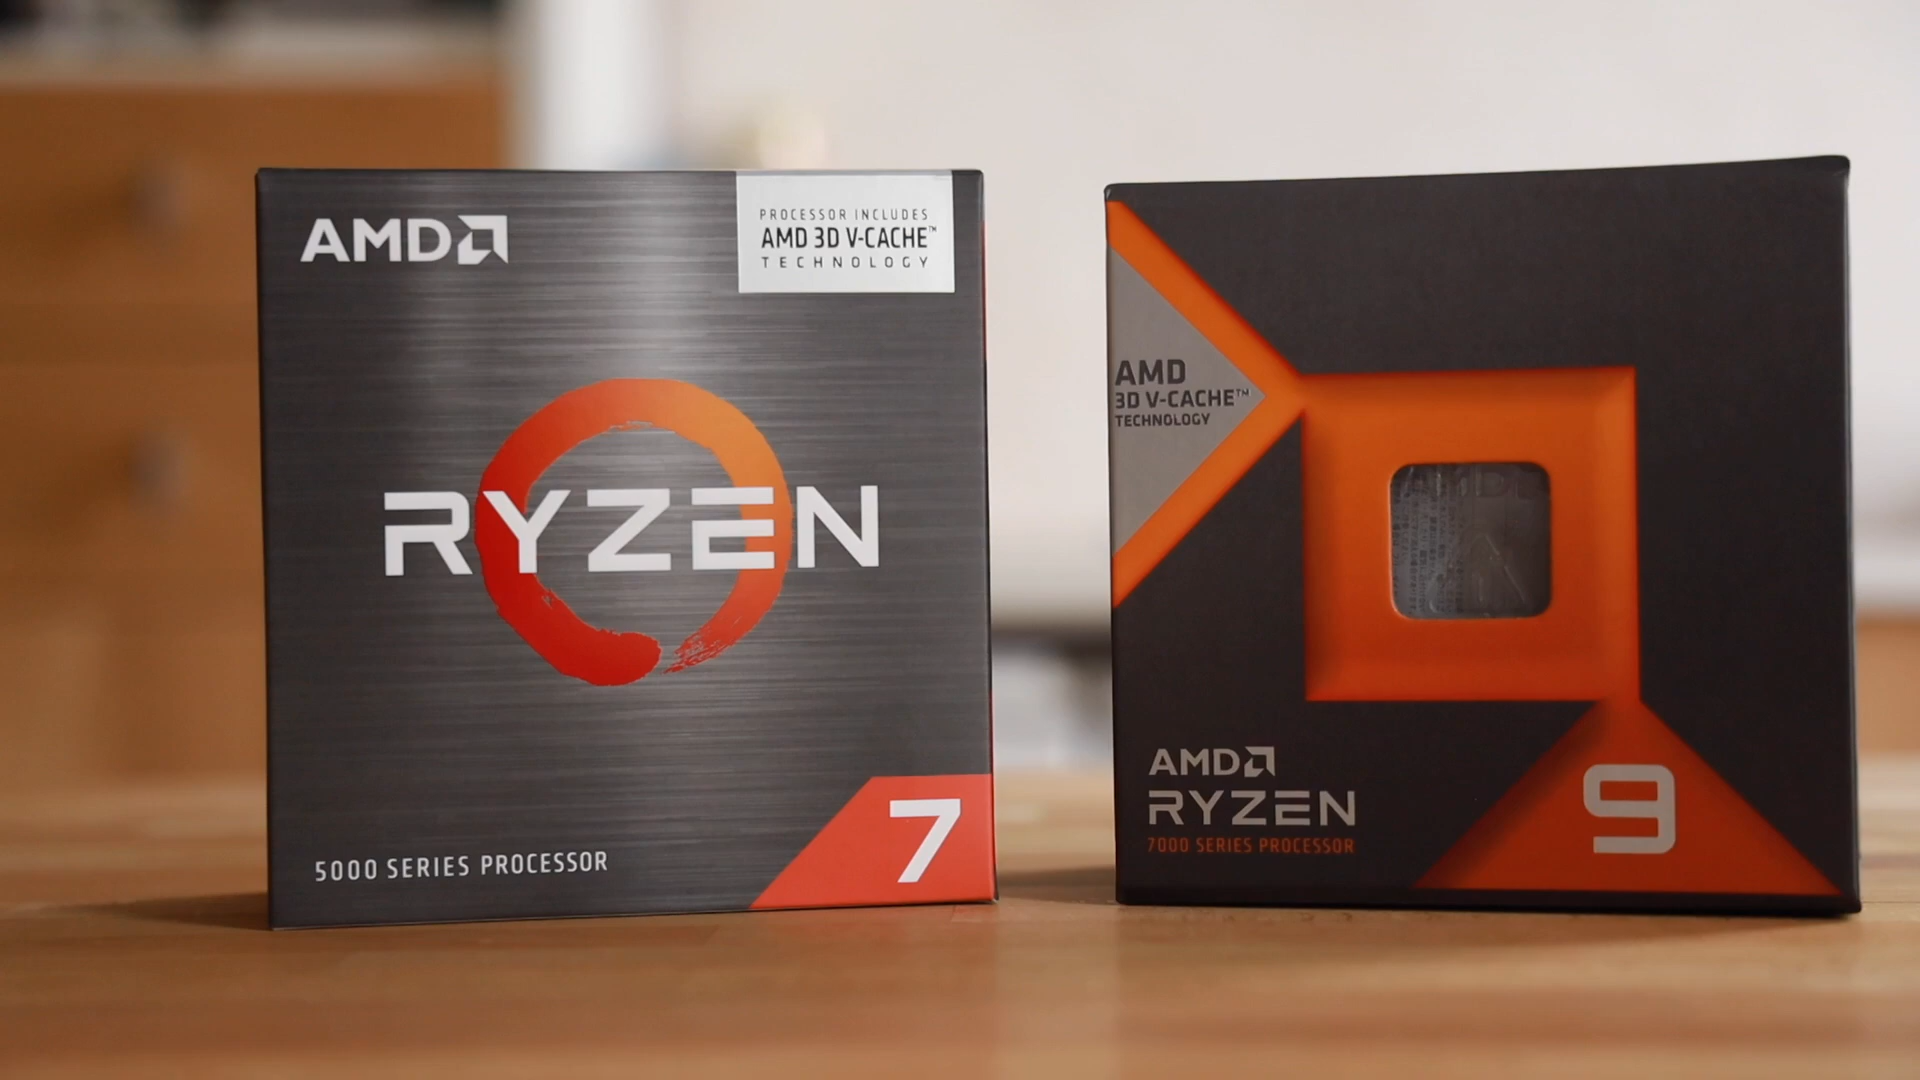 AMD
PROCESSOR INCLUDES
AMD 3D V-CACHE™
TECHNOLOGY
RYZEN
5000 SERIES PROCESSOR
7
AMD
3D V-CACHE™
TECHNOLOGY
AMD
RYZEN
7000 SERIES PROCESSOR
9